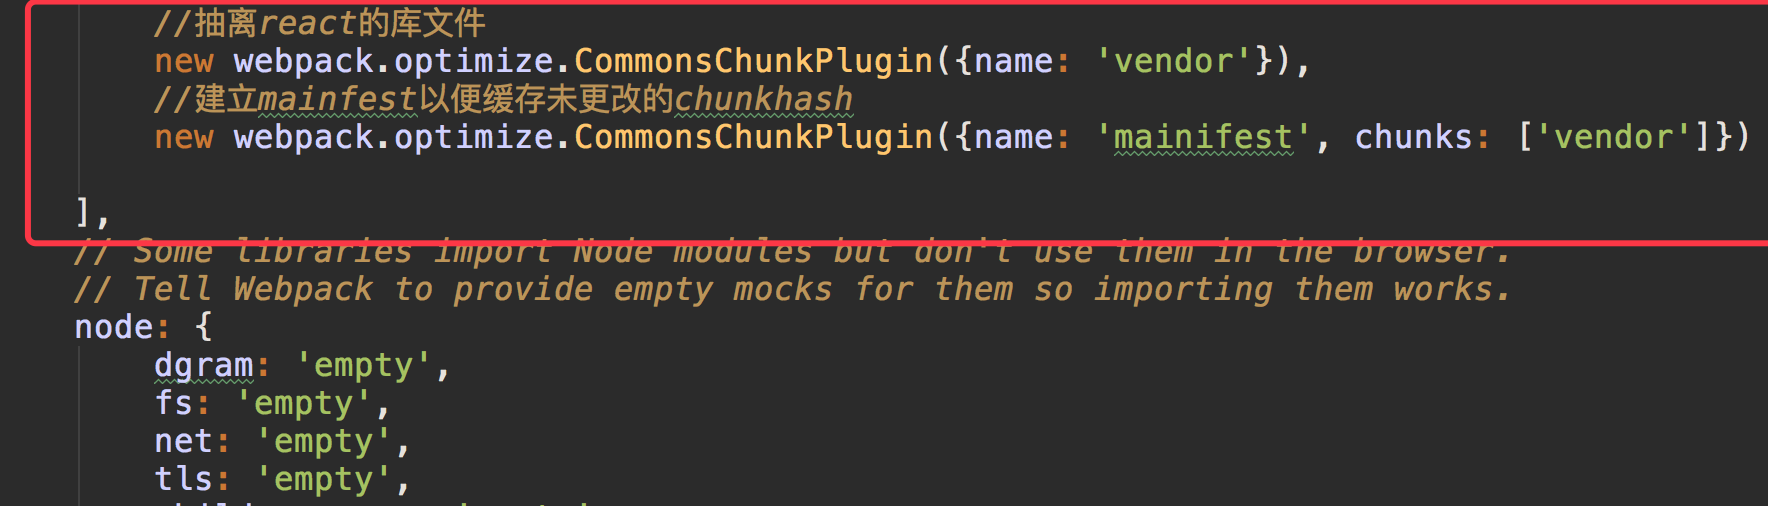 //抽离react的库文件
new webpack.optimize.CommonsChunkPlugin({name: 'vendor'}),
//建立mainfest以便缓存未更改的chunkhash
new webpack.optimize.CommonsChunkPlugin({name: 'mainifest', chunks: ['vendor']})
],
// Some libraries import Node modules but don't use them in the browser.
// Tell Webpack to provide empty mocks for them so importing them works.
node: {
dgram: 'empty',
fs: 'empty',
net: 'empty',
tls: 'empty',